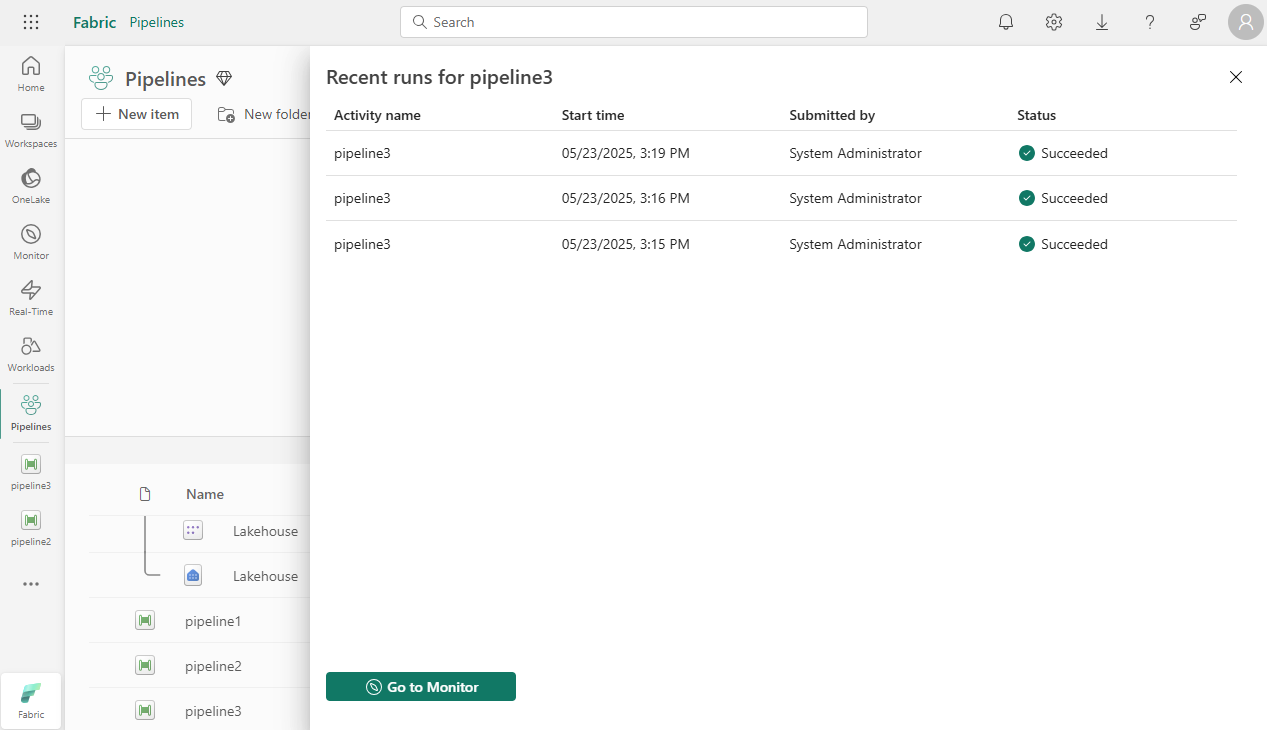 Fabric Pipelines
Search
Home
Workspaces
OneLake
Monitor
Real-Time
Workloads
Pipelines
pipeline3
pipeline2
Fabric
Pipelines
New item
New folder
Name
Lakehouse
Lakehouse
pipeline1
pipeline2
pipeline3
Recent runs for pipeline3
Activity name Start time Submitted by Status
pipeline3 05/23/2025, 3:19 PM System Administrator Succeeded
pipeline3 05/23/2025, 3:16 PM System Administrator Succeeded
pipeline3 05/23/2025, 3:15 PM System Administrator Succeeded
Go to Monitor